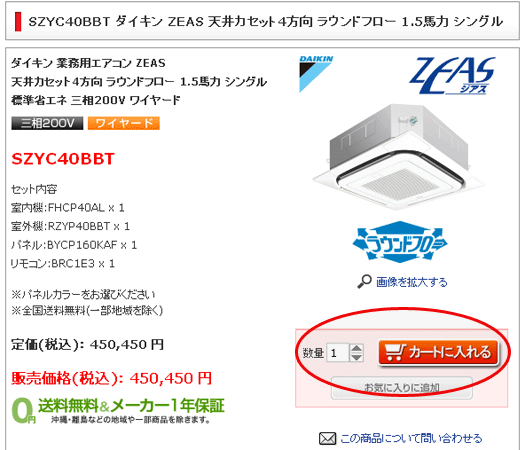 SZYC40BBT ダイキン ZEAS 天井カセット4方向 ラウンドフロー 1.5馬力 シングル
ダイキン 業務用エアコン ZEAS
天井カセット4方向 ラウンドフロー 1.5馬力 シングル
標準省エネ 三相200V ワイヤード
三相200V ワイヤード
SZYC40BBT
セット内容
室内機:FHCP40AL x 1
室外機:RZYP40BBT x 1
パネル:BYCP160KAF x 1
リモコン:BRC1E3 x 1
※パネルカラーをお選びください
※全国送料無料(一部地域を除く)
定価(税込): 450,450 円
販売価格(税込): 450,450 円
0円 送料無料&メーカー1年保証
沖縄・離島などの地域や一部商品を除きます。
DAIKIN
ZEAS
ジアス
ラウンドフロー
画像を拡大する
数量 1 カートに入れる
お気に入りに追加
この商品について問い合わせる